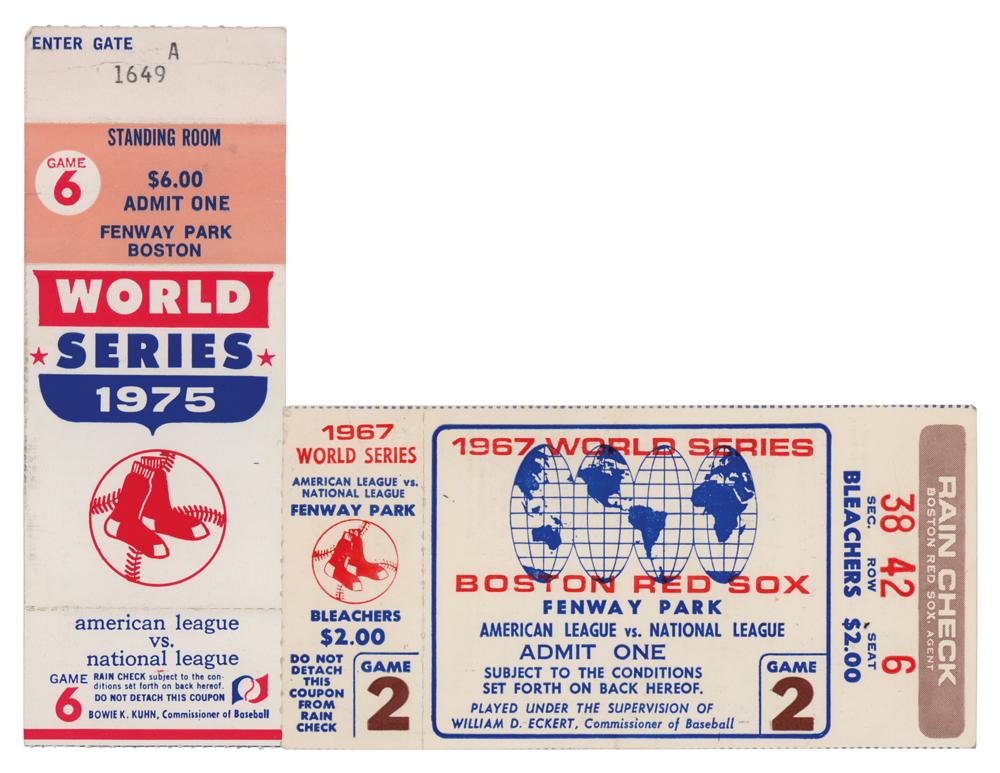 ENTER GATE
A
1649
STANDING ROOM
GAME
6
$6.00
ADMIT ONE
FENWAY PARK
BOSTON
WORLD
SERIES
1975
american league
vs.
national league
GAME
6
RAIN CHECK subject to the con-
ditions set forth on back hereof.
DO NOT DETACH THIS COUPON
BOWIE K. KUHN, Commissioner of Baseball
1967
WORLD SERIES
AMERICAN LEAGUE vs.
NATIONAL LEAGUE
FENWAY PARK
BLEACHERS
$2.00
DO NOT
DETACH
THIS
COUPON
FROM
RAIN
CHECK
GAME
2
1967 WORLD SERIES
BOSTON RED SOX
FENWAY PARK
AMERICAN LEAGUE vs. NATIONAL LEAGUE
ADMIT ONE
SUBJECT TO THE CONDITIONS
SET FORTH ON BACK HEREOF.
PLAYED UNDER THE SUPERVISION OF
WILLIAM D. ECKERT, Commissioner of Baseball
GAME
2
RAIN CHECK
BOSTON RED SOX, AGENT
38 42 6
SEC. ROW SEAT
BLEACHERS $2.00